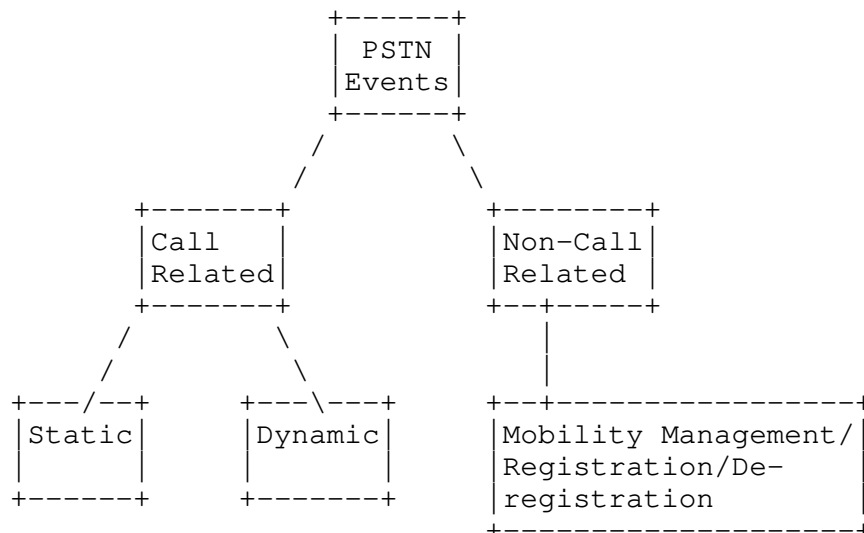 PSTN
Events
Call
Related
Non-Call
Related
Static
Dynamic
Mobility Management/
Registration/De-
registration